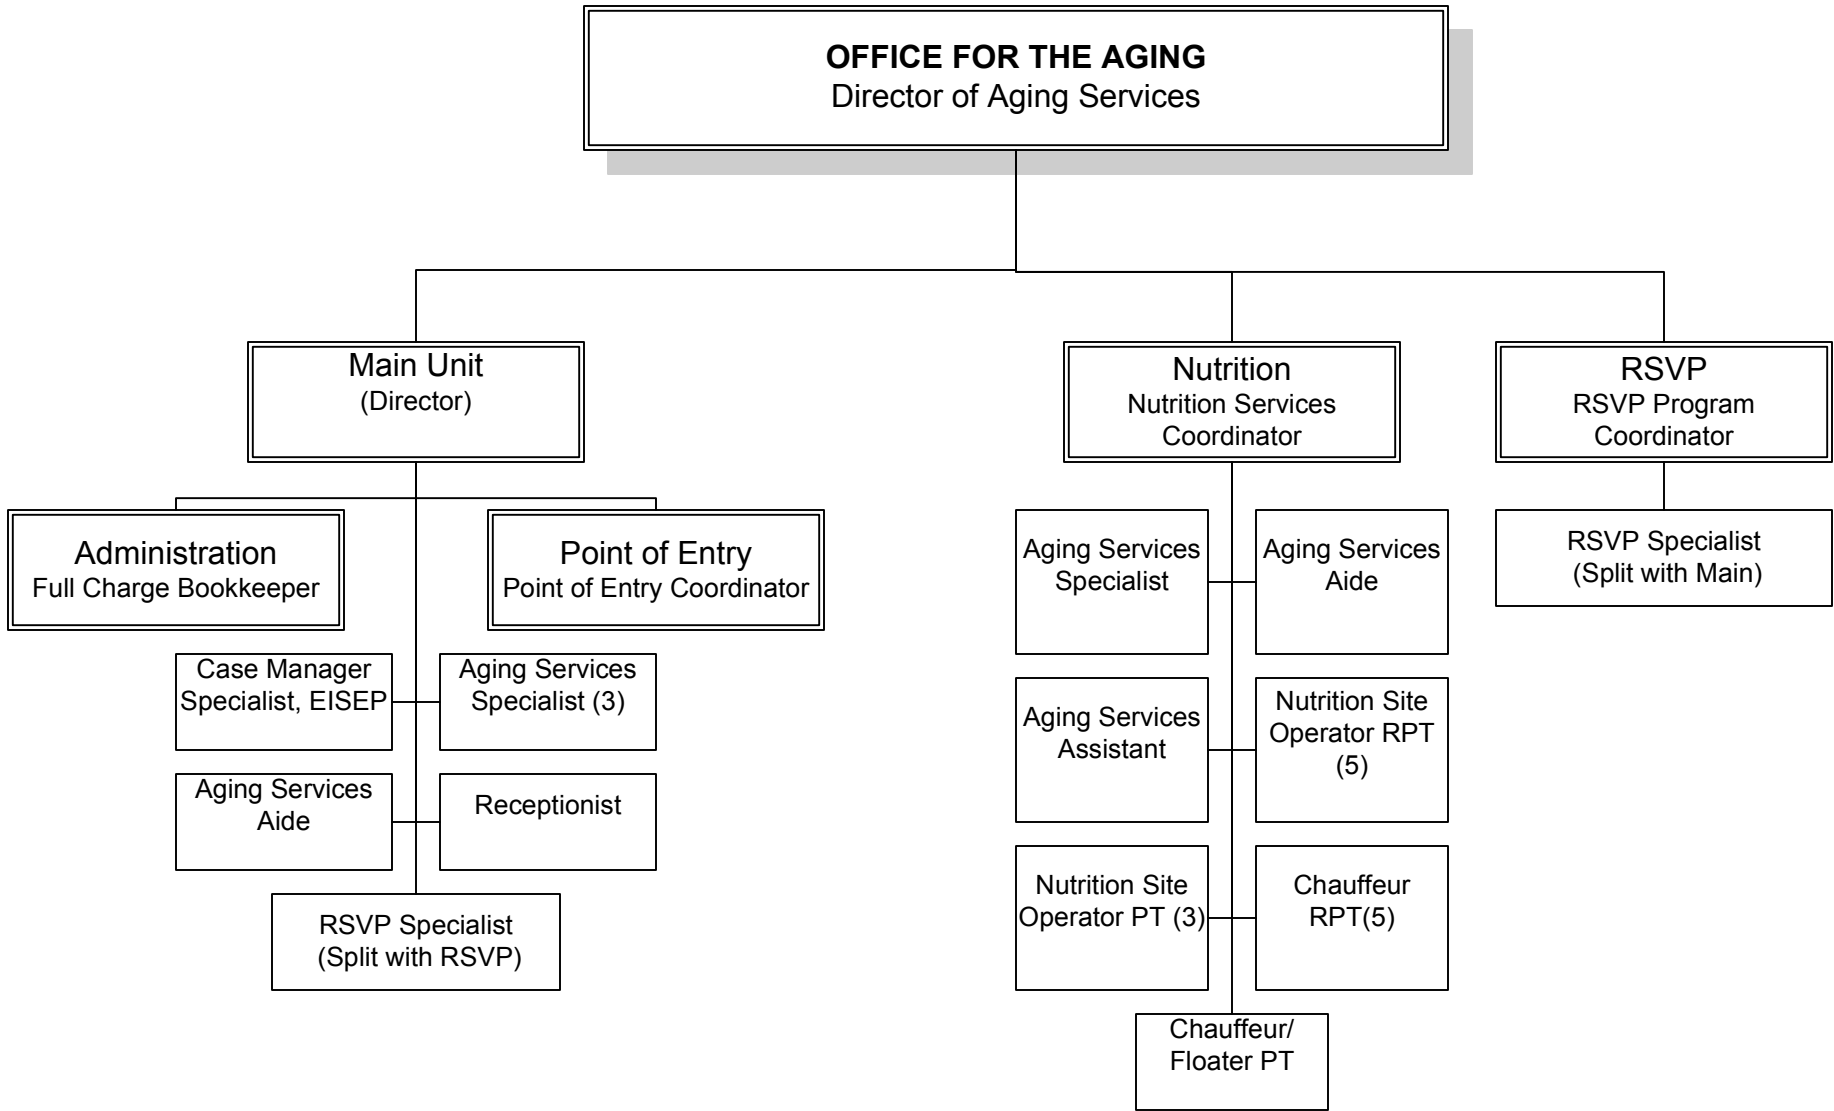 OFFICE FOR THE AGING
Director of Aging Services
Main Unit
(Director)
Nutrition
Nutrition Services
Coordinator
RSVP
RSVP Program
Coordinator
Administration
Full Charge Bookkeeper
Point of Entry
Point of Entry Coordinator
Case Manager
Specialist, EISEP
Aging Services
Specialist (3)
Aging Services
Aide
Receptionist
RSVP Specialist
(Split with RSVP)
Aging Services
Specialist
Aging Services
Aide
Aging Services
Assistant
Nutrition Site
Operator RPT
(5)
Nutrition Site
Operator PT (3)
Chauffeur
RPT(5)
Chauffeur/
Floater PT
RSVP Specialist
(Split with Main)